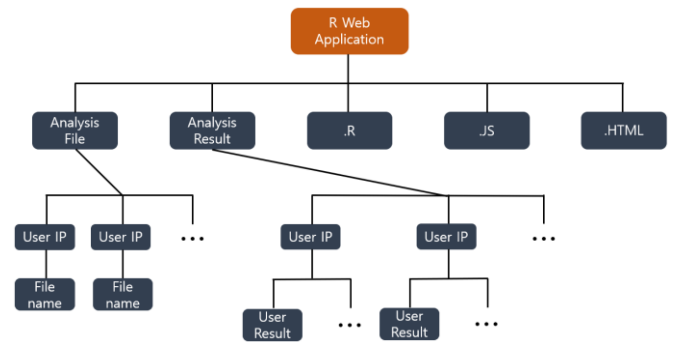 R Web
Application
Analysis
File
Analysis
Result
.R
.JS
.HTML
User IP
User IP
...
User IP
User IP
...
File
name
File
name
User
Result
...
User
Result
...